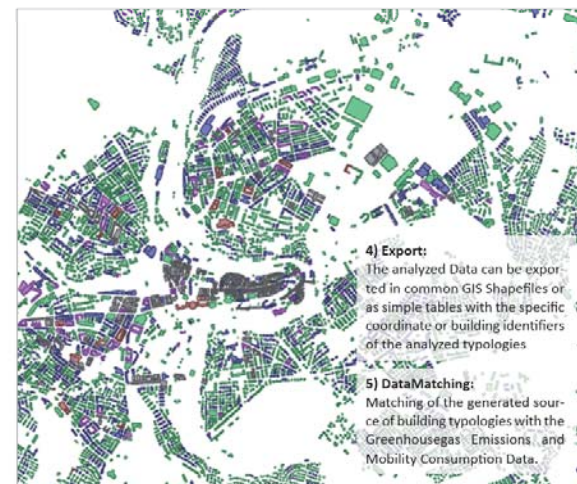 4) Export:
The analyzed Data can be expor-
ted in common GIS Shapefiles or
as simple tables with the specific
coordinate or building identifiers
of the analyzed typologies
5) DataMatching:
Matching of the generated sour-
ce of building typologies with the
Greenhousegas Emissions and
Mobility Consumption Data.